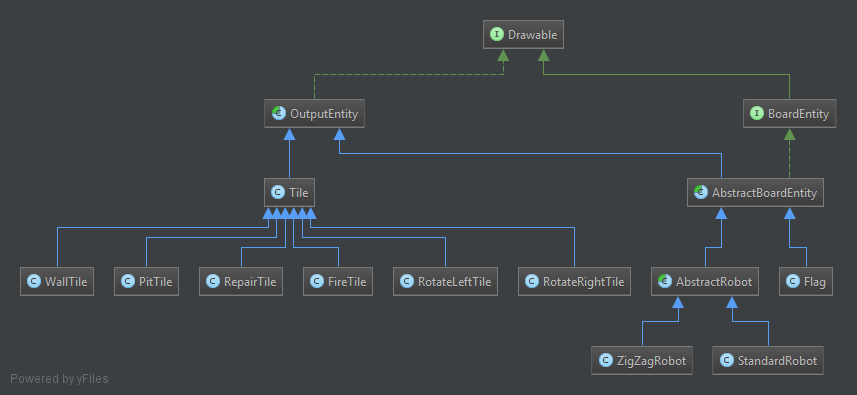 I Drawable
C OutputEntity
I BoardEntity
C Tile
C AbstractBoardEntity
C WallTile
C PitTile
C RepairTile
C FireTile
C RotateLeftTile
C RotateRightTile
C AbstractRobot
C Flag
C ZigZagRobot
C StandardRobot
Powered by yFiles